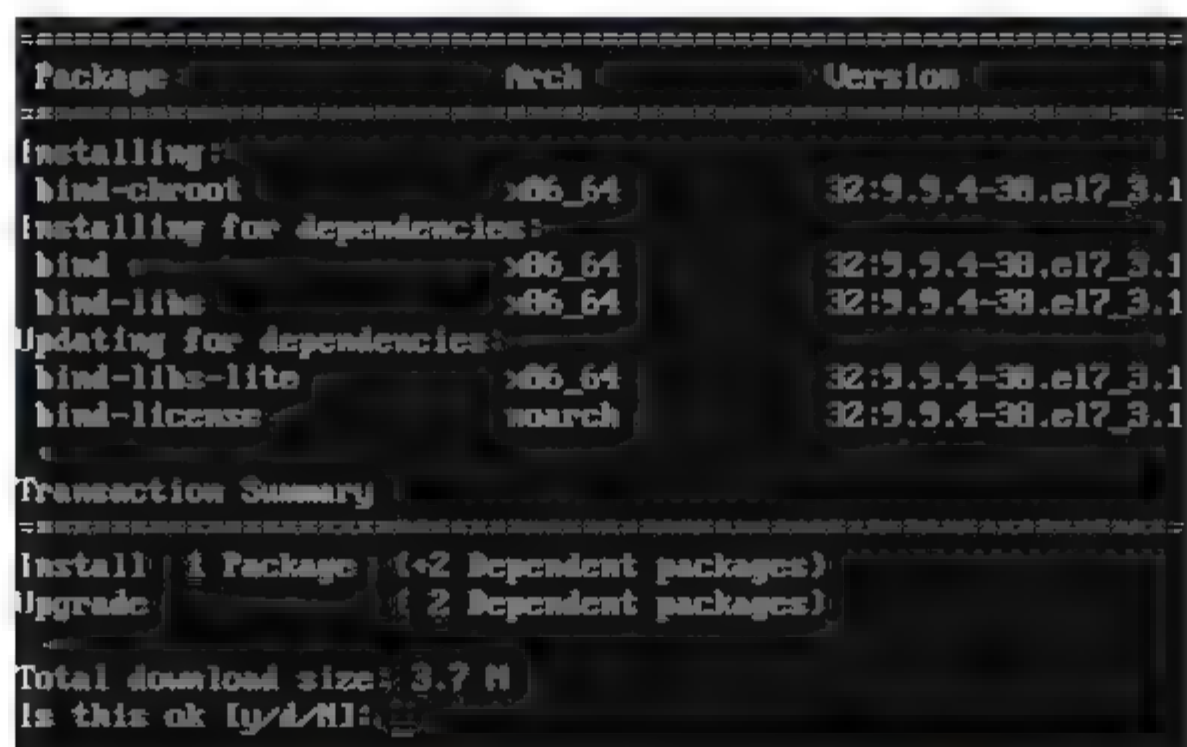 ================================================================
Package Arch Version
================================================================
Installing:
bind-chroot x86_64 32:9.9.4-38.el7_3.1
Installing for dependencies:
bind x86_64 32:9.9.4-38.el7_3.1
bind-libs x86_64 32:9.9.4-38.el7_3.1
Updating for dependencies:
bind-libs-lite x86_64 32:9.9.4-38.el7_3.1
bind-license noarch 32:9.9.4-38.el7_3.1
Transaction Summary
================================================================
Install 1 Package (+2 Dependent packages)
Upgrade ( 2 Dependent packages)
Total download size: 3.7 M
Is this ok [y/d/N]: _